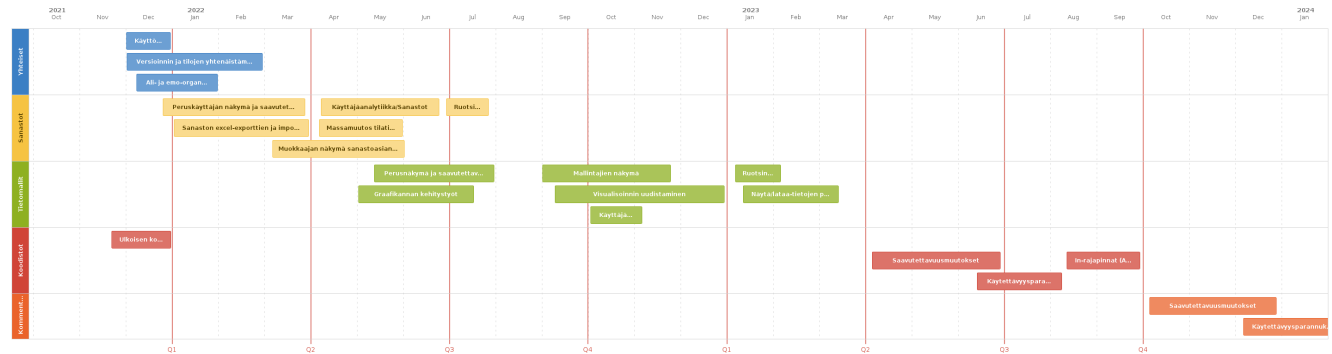 2021 2022 2023 2024
Oct Nov Dec Jan Feb Mar Apr May Jun Jul Aug Sep Oct Nov Dec Jan Feb Mar Apr May Jun Jul Aug Sep Oct Nov Dec Jan
Yhteiset
Käyttö...
Versioinnin ja tilojen yhtenäistäm...
Ali- ja emo-organ...
Sanastot
Peruskäyttäjän näkymä ja saavutet... Käyttäjäanalytiikka/Sanastot Ruotsi...
Sanaston excel-exporttien ja impo... Massamuutos tilati...
Muokkaajan näkymä sanastoasian...
Tietomallit
Perusnäkymä ja saavutettav... Mallintajien näkymä Ruotsin...
Graafikannan kehitystyöt Visualisoinnin uudistaminen Näytä/lataa-tietojen p...
Käyttäjä...
Koodistot
Ulkoisen ko...
Saavutettavuusmuutokset In-rajapinnat (A...
Käytettävyyspara...
Komment...
Saavutettavuusmuutokset
Käytettävyysparannuk
Q1 Q2 Q3 Q4 Q1 Q2 Q3 Q4